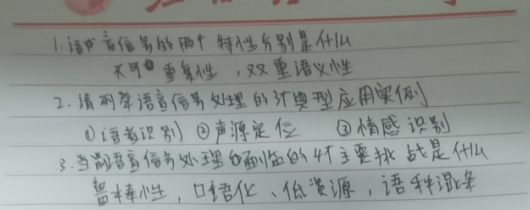 1.语音信号的两个特性分别是什么
不可重复性，双重语义性
2.请列举语音信号处理的3个典型应用实例
①语音识别 ②声源定位 ③情感识别
3.当前语音信号处理面临的4个主要挑战是什么
鲁棒性，口语化、低资源，语种混杂